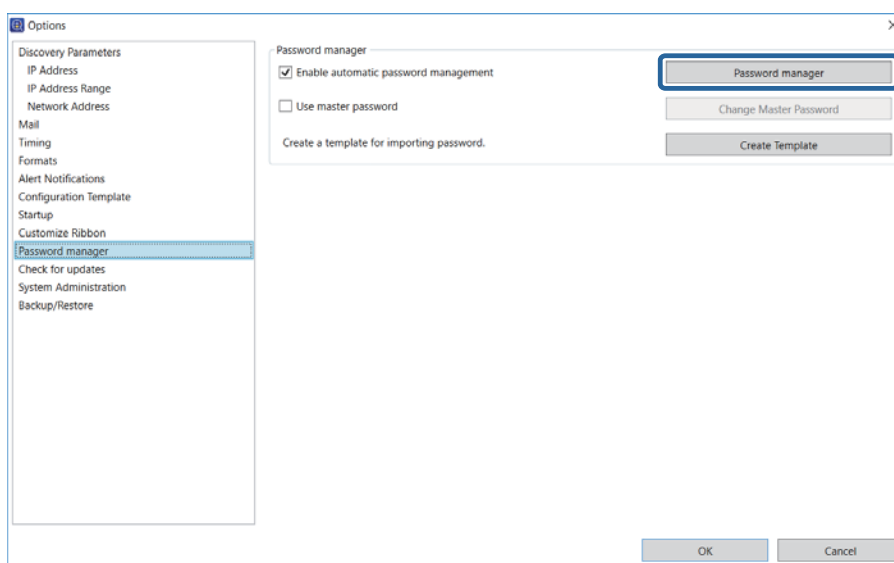 Options
Discovery Parameters
IP Address
IP Address Range
Network Address
Mail
Timing
Formats
Alert Notifications
Configuration Template
Startup
Customize Ribbon
Password manager
Check for updates
System Administration
Backup/Restore
Password manager
Enable automatic password management
Password manager
Use master password
Change Master Password
Create a template for importing password.
Create Template
OK
Cancel